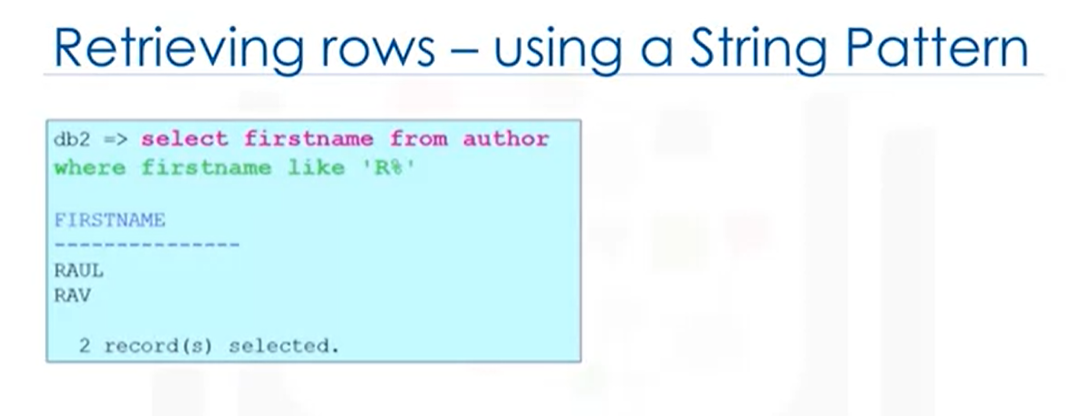 Retrieving rows – using a String Pattern
db2 => select firstname from author
where firstname like 'R%'
FIRSTNAME
---------------
RAUL
RAV
2 record(s) selected.